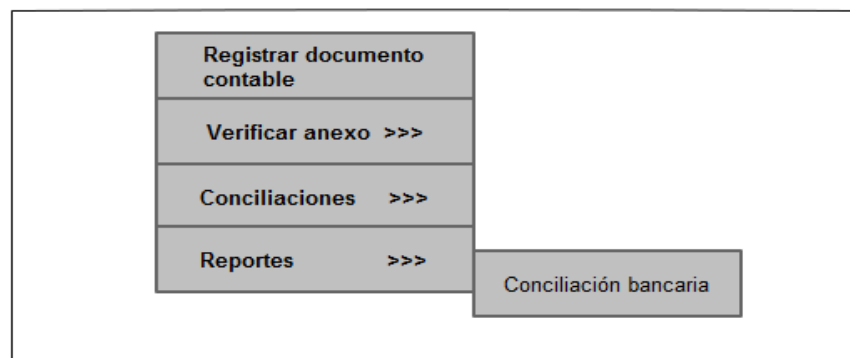 Registrar documento
contable
Verificar anexo >>>
Conciliaciones >>>
Reportes >>>
Conciliación bancaria